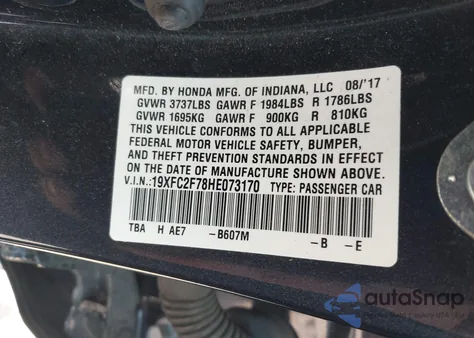 MFD. BY HONDA MFG. OF INDIANA, LLC 08/'17
GVWR 3737LBS GAWR F 1984LBS R 1786LBS
GVWR 1695KG GAWR F 900KG R 810KG
THIS VEHICLE CONFORMS TO ALL APPLICABLE
FEDERAL MOTOR VEHICLE SAFETY, BUMPER,
AND THEFT PREVENTION STANDARDS IN EFFECT
ON THE DATE OF MANUFACTURE SHOWN ABOVE.
V.I.N.:19XFC2F78HE073170 TYPE: PASSENGER CAR
TBA H AE7 -B607M -B -E
autoSnap